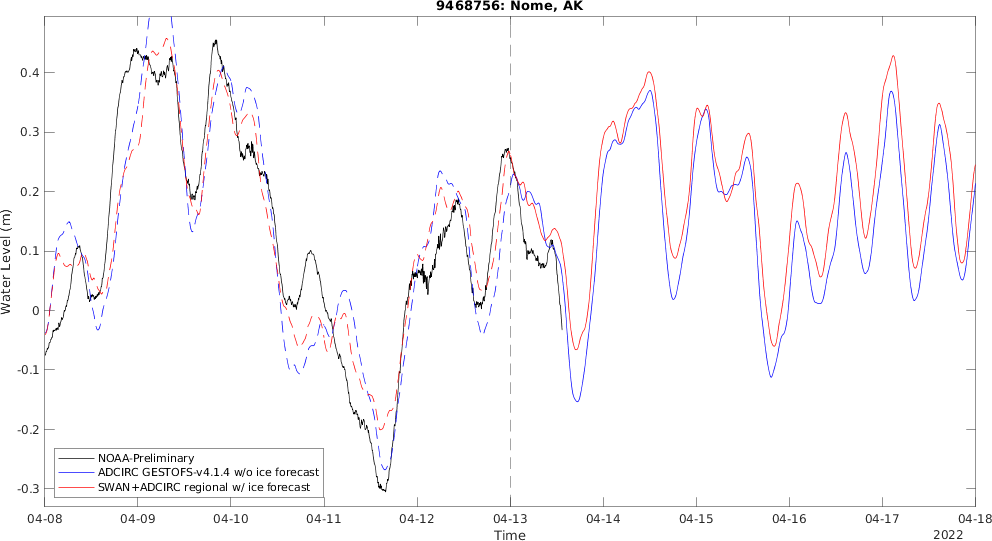 9468756: Nome, AK
Water Level (m)
0.4
0.3
0.2
0.1
0
-0.1
-0.2
-0.3
NOAA-Preliminary
ADCIRC GESTOFS-v4.1.4 w/o ice forecast
SWAN+ADCIRC regional w/ ice forecast
04-08 04-09 04-10 04-11 04-12 04-13 04-14 04-15 04-16 04-17 04-18
Time
2022